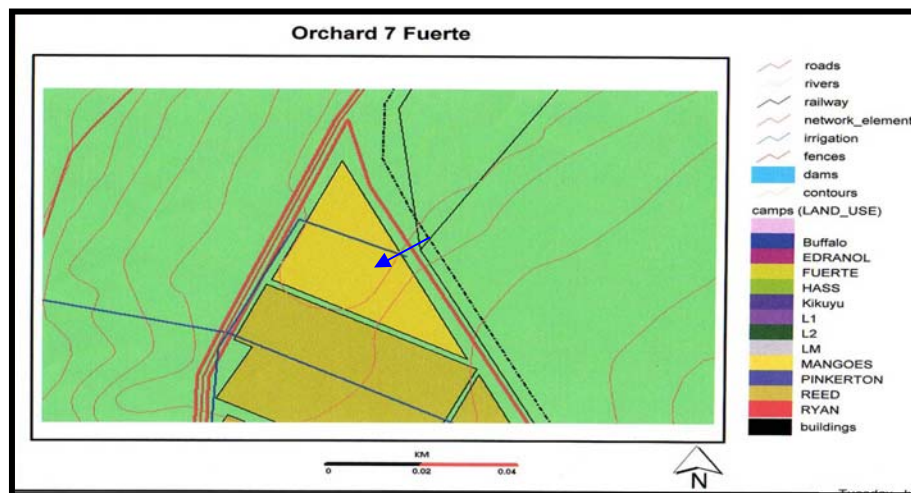 Orchard 7 Fuerte
roads
rivers
railway
network_element
irrigation
fences
dams
contours
camps (LAND_USE)
Buffalo
EDRANOL
FUERTE
HASS
Kikuyu
L1
L2
LM
MANGOES
PINKERTON
REED
RYAN
buildings
KM
0 0.02 0.04
N